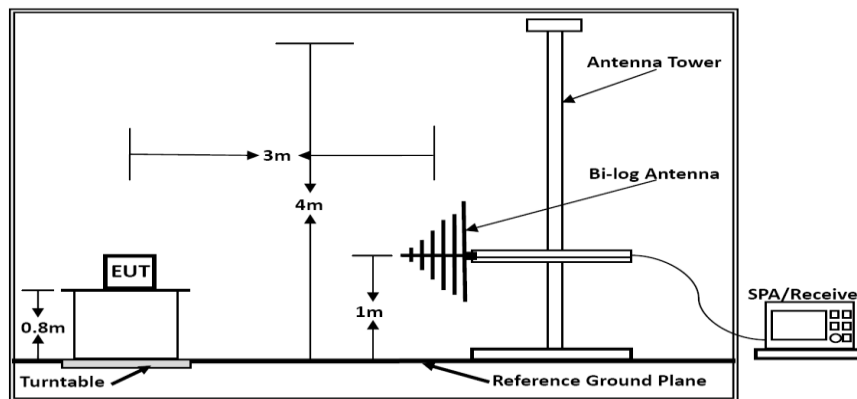 Antenna Tower
3m
Bi-log Antenna
4m
EUT
1m
SPA/Receive
0.8m
Turntable
Reference Ground Plane